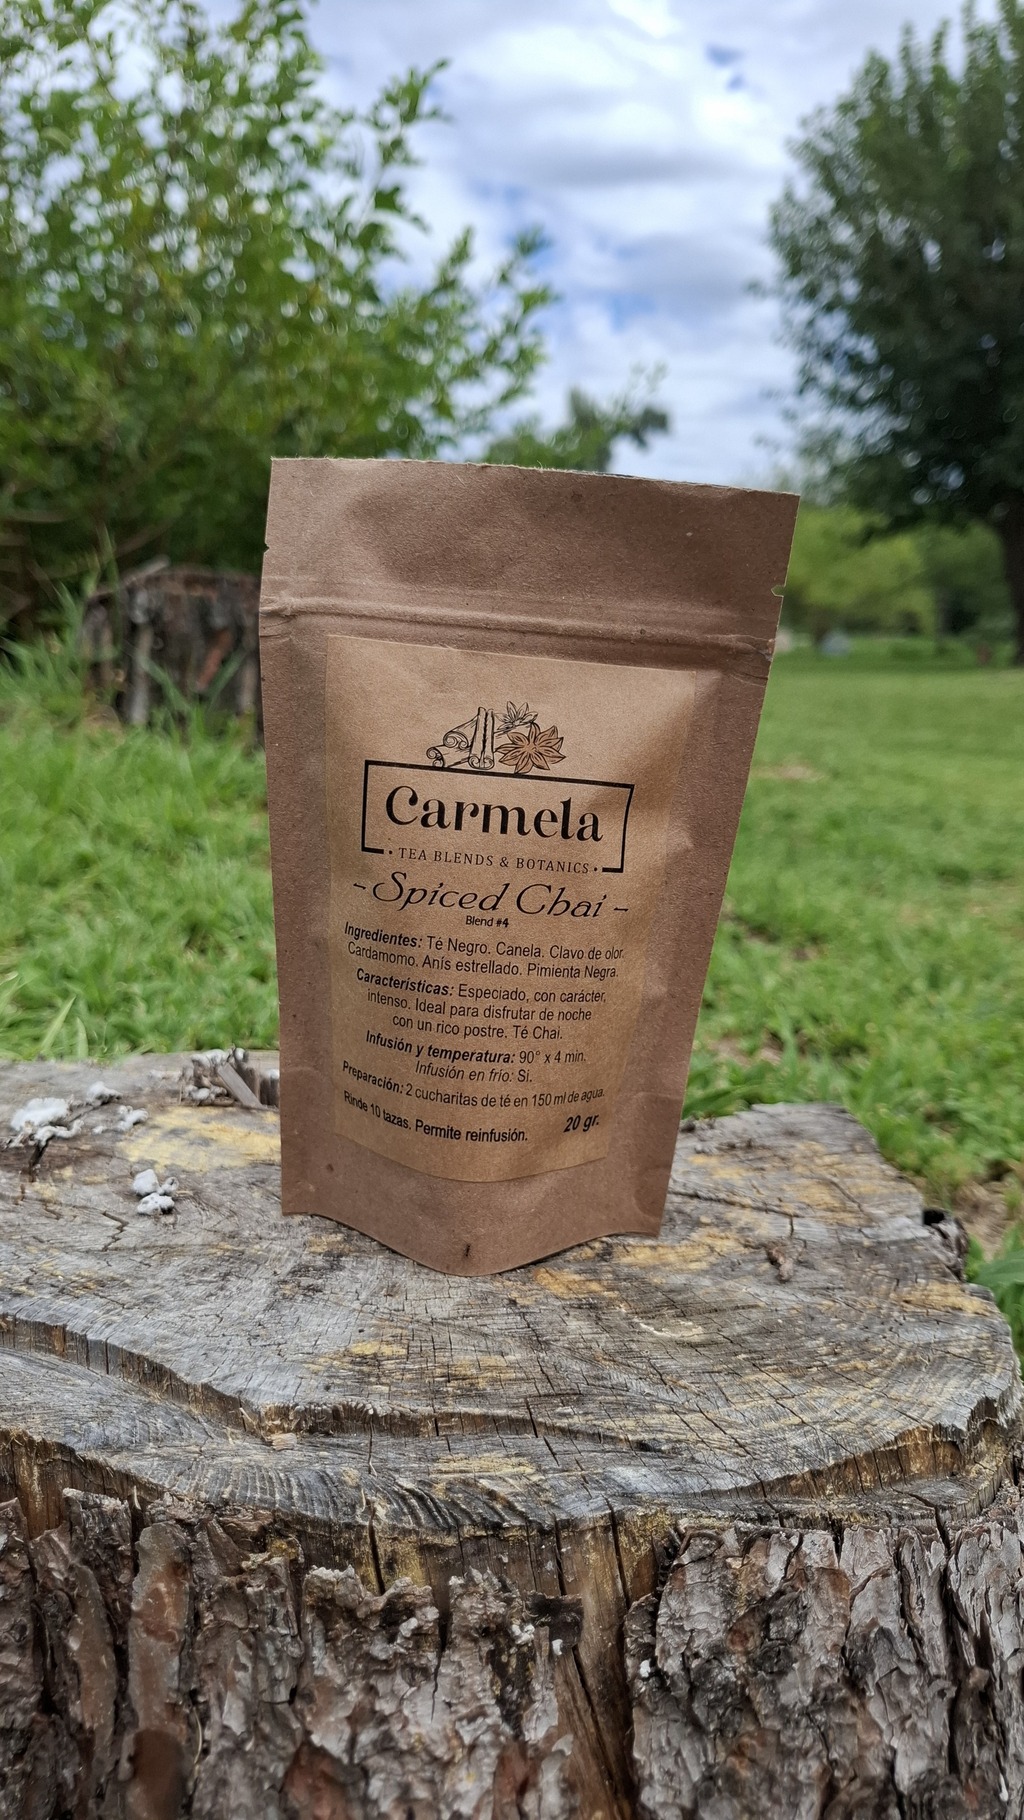 Carmela
• TEA BLENDS & BOTANICS •
- Spiced Chai -
Blend #4
Ingredientes: Té Negro. Canela. Clavo de olor.
Cardamomo. Anís estrellado. Pimienta Negra.
Características: Especiado, con carácter,
intenso. Ideal para disfrutar de noche
con un rico postre. Té Chai.
Infusión y temperatura: 90° x 4 min.
Infusión en frío: Si.
Preparación: 2 cucharitas de té en 150 ml de agua.
Rinde 10 tazas. Permite reinfusión. 20 gr.